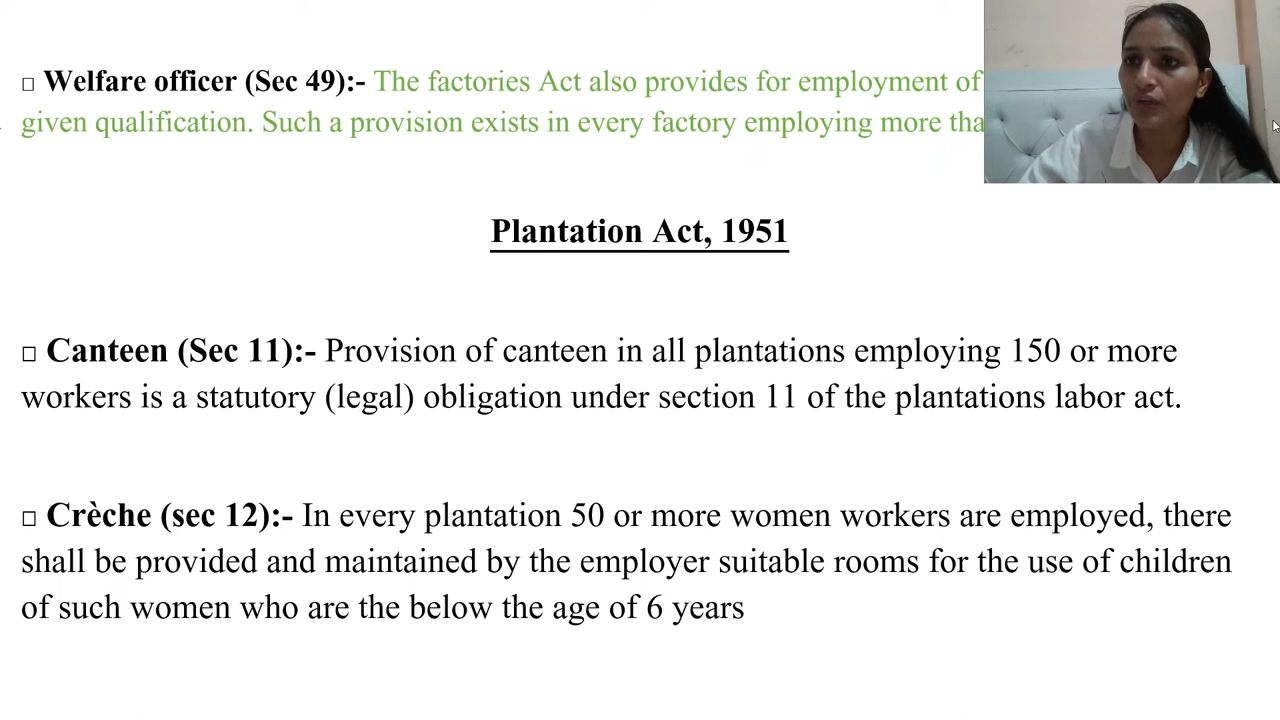 Welfare officer (Sec 49):- The factories Act also provides for employment of
given qualification. Such a provision exists in every factory employing more tha
Plantation Act, 1951
Canteen (Sec 11):- Provision of canteen in all plantations employing 150 or more
workers is a statutory (legal) obligation under section 11 of the plantations labor act.
Crèche (sec 12):- In every plantation 50 or more women workers are employed, there
shall be provided and maintained by the employer suitable rooms for the use of children
of such women who are the below the age of 6 years